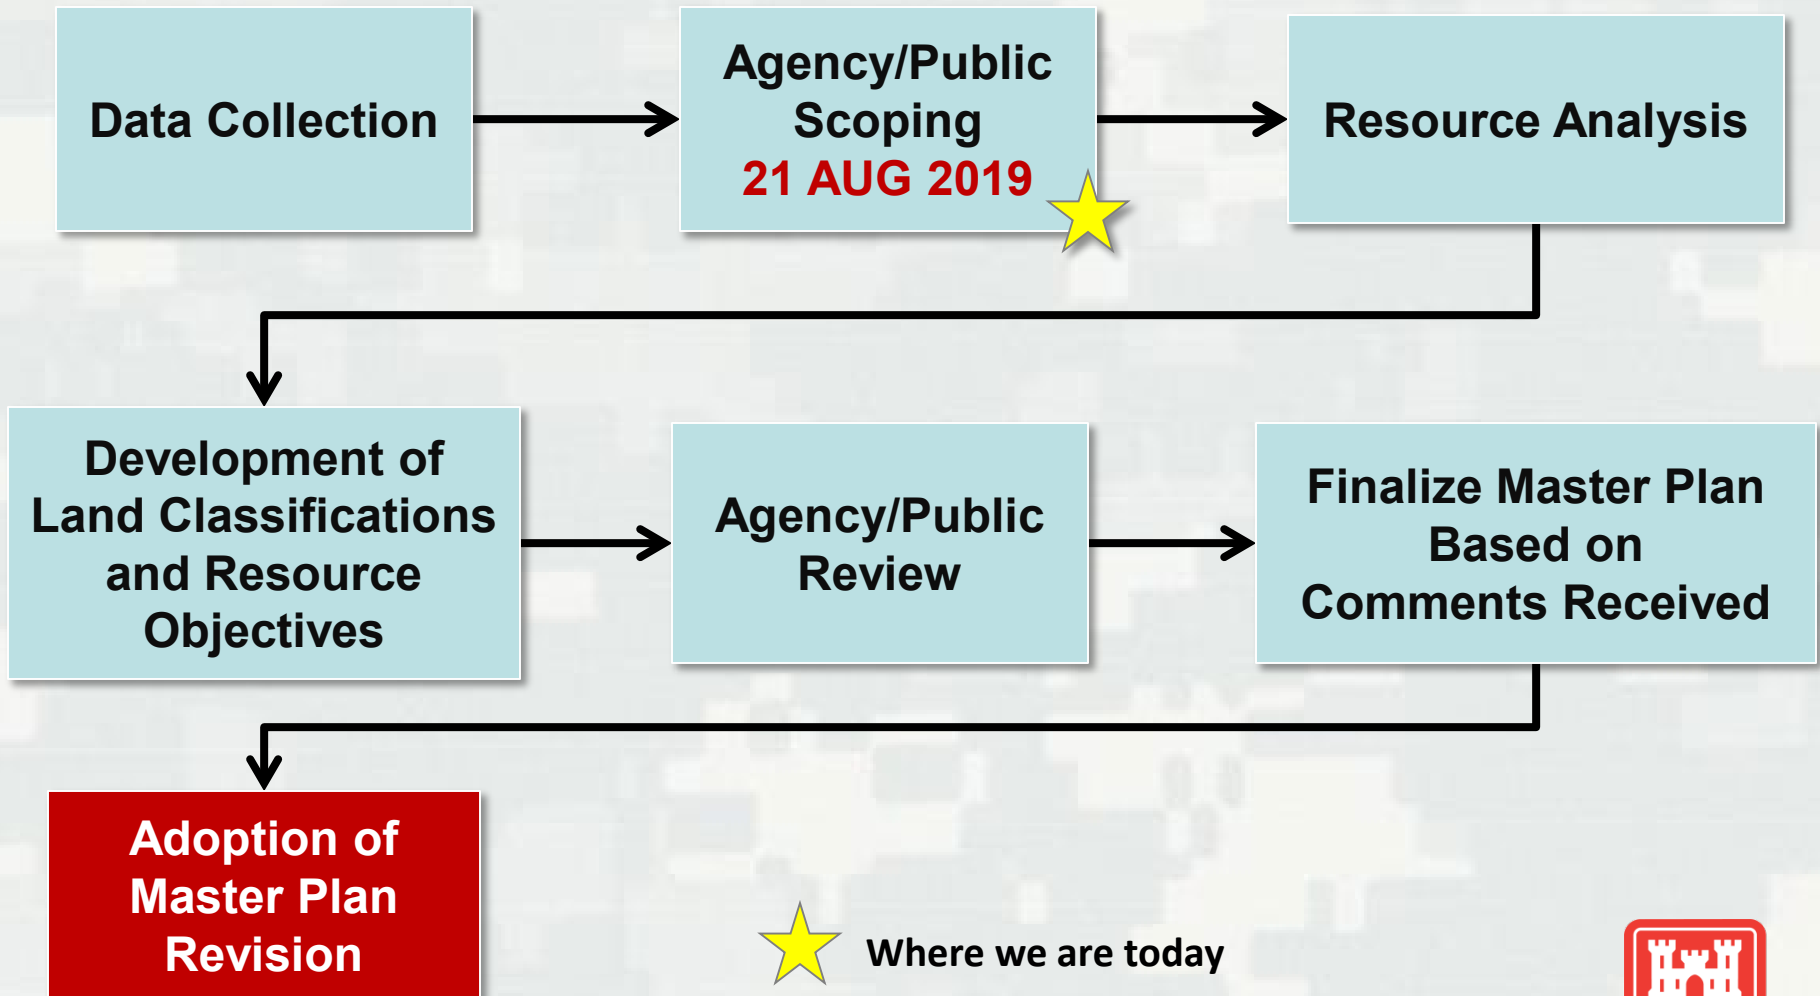 Data Collection
Agency/Public
Scoping
21 AUG 2019
Resource Analysis
Development of
Land Classifications
and Resource
Objectives
Agency/Public
Review
Finalize Master Plan
Based on
Comments Received
Adoption of
Master Plan
Revision
Where we are today